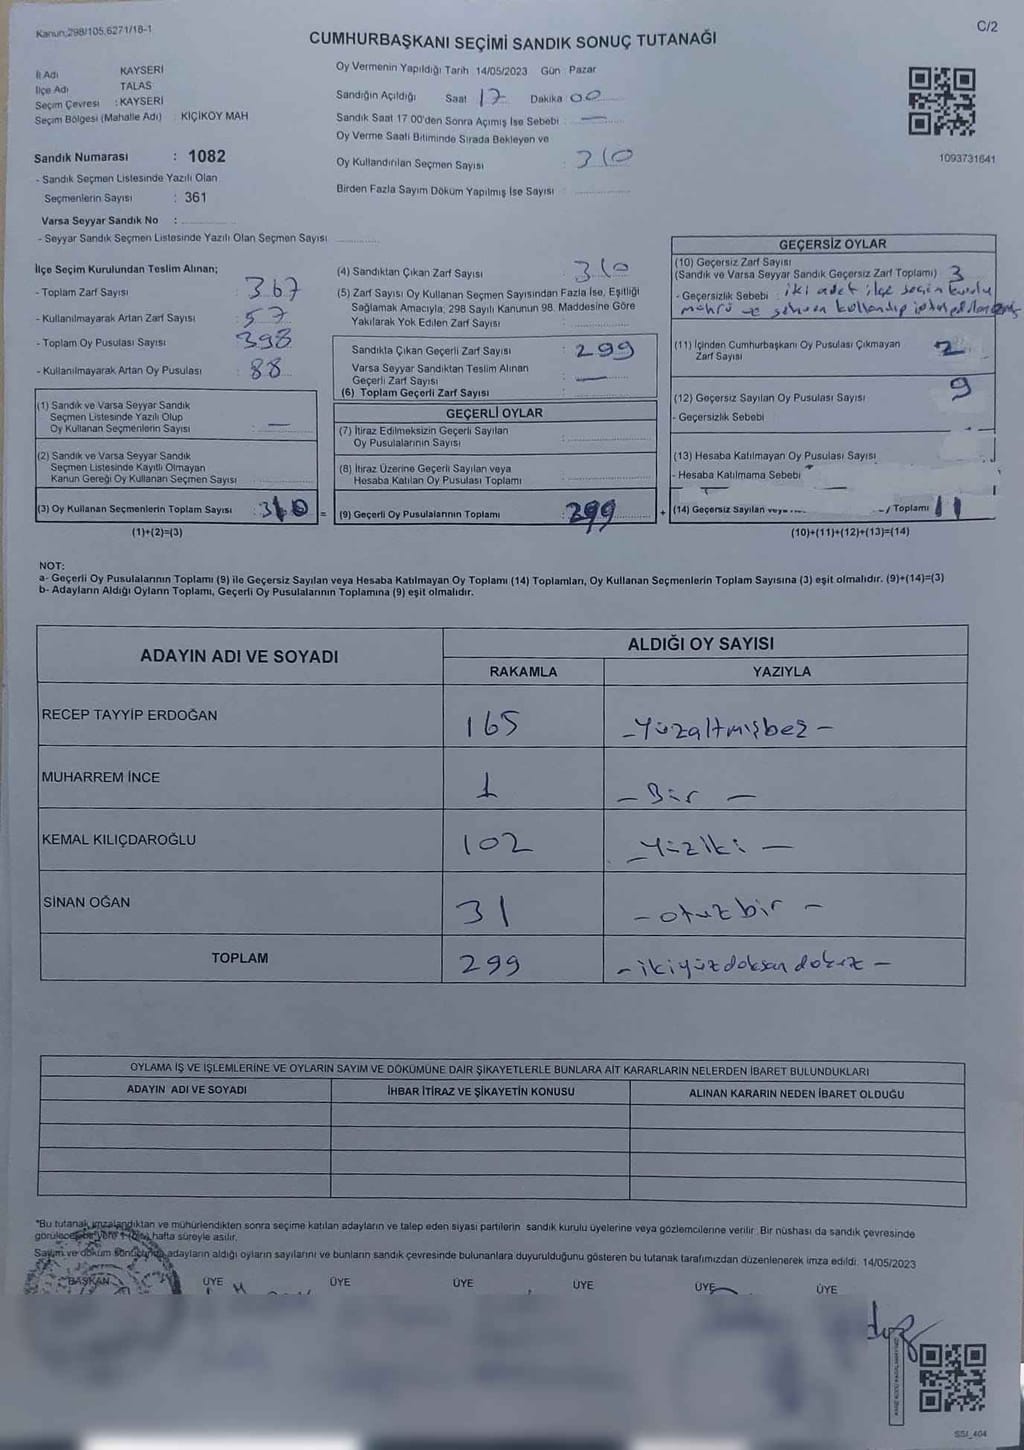 Kanun,298/105,6271/18-1
C/2
CUMHURBAŞKANI SEÇİMİ SANDIK SONUÇ TUTANAĞI
İl Adı KAYSERİ
İlçe Adı TALAS
Seçim Çevresi : KAYSERİ
Seçim Bölgesi (Mahalle Adı) : KIÇIKÖY MAH
Sandık Numarası : 1082
- Sandık Seçmen Listesinde Yazılı Olan
Seçmenlerin Sayısı : 361
Varsa Seyyar Sandık No :
- Seyyar Sandık Seçmen Listesinde Yazılı Olan Seçmen Sayısı
Oy Vermenin Yapıldığı Tarih 14/05/2023 Gün Pazar
Sandığın Açıldığı Saat 17 Dakika 00
Sandık Saat 17 00'den Sonra Açımış İse Sebebi : —
Oy Verme Saati Bitiminde Sırada Bekleyen ve
Oy Kullandırılan Seçmen Sayısı : 310
Birden Fazla Sayım Döküm Yapılmış İse Sayısı :
1093731641
İlçe Seçim Kurulundan Teslim Alınan;
- Toplam Zarf Sayısı : 367
- Kullanılmayarak Artan Zarf Sayısı : 57
- Toplam Oy Pusulası Sayısı : 398
- Kullanılmayarak Artan Oy Pusulası : 88
(1) Sandık ve Varsa Seyyar Sandık
Seçmen Listesinde Yazılı Olup
Oy Kullanan Seçmenlerin Sayısı : —
(2) Sandık ve Varsa Seyyar Sandık
Seçmen Listesinde Kayıtlı Olmayan
Kanun Gereği Oy Kullanan Seçmen Sayısı
(3) Oy Kullanan Seçmenlerin Toplam Sayısı : 310 =
(1)+(2)=(3)
(4) Sandıktan Çıkan Zarf Sayısı : 310
(5) Zarf Sayısı Oy Kullanan Seçmen Sayısından Fazla İse, Eşitliği
Sağlamak Amacıyla; 298 Sayılı Kanunun 98. Maddesine Göre
Yakılarak Yok Edilen Zarf Sayısı :
Sandıkta Çıkan Geçerli Zarf Sayısı : 299
Varsa Seyyar Sandıktan Teslim Alınan
Geçerli Zarf Sayısı : —
(6) Toplam Geçerli Zarf Sayısı :
GEÇERLİ OYLAR
(7) İtiraz Edilmeksizin Geçerli Sayılan
Oy Pusulalarının Sayısı :
(8) İtiraz Üzerine Geçerli Sayılan veya
Hesaba Katılan Oy Pusulası Toplamı :
(9) Geçerli Oy Pusulalarının Toplamı : 299 +
GEÇERSİZ OYLAR
(10) Geçersiz Zarf Sayısı
(Sandık ve Varsa Seyyar Sandık Geçersiz Zarf Toplamı) 3
- Geçersizlik Sebebi : iki adet ilçe seçim kurulu
mührü ve sehven kullanılıp
(11) İçinden Cumhurbaşkanı Oy Pusulası Çıkmayan
Zarf Sayısı 2
(12) Geçersiz Sayılan Oy Pusulası Sayısı 9
- Geçersizlik Sebebi
(13) Hesaba Katılmayan Oy Pusulası Sayısı
- Hesaba Katılmama Sebebi
(14) Geçersiz Sayılan veya / Toplamı 11
(10)+(11)+(12)+(13)=(14)
NOT:
a- Geçerli Oy Pusulalarının Toplamı (9) ile Geçersiz Sayılan veya Hesaba Katılmayan Oy Toplamı (14) Toplamları, Oy Kullanan Seçmenlerin Toplam Sayısına (3) eşit olmalıdır. (9)+(14)=(3)
b- Adayların Aldığı Oyların Toplamı, Geçerli Oy Pusulalarının Toplamına (9) eşit olmalıdır.
ADAYIN ADI VE SOYADI
ALDIĞI OY SAYISI
RAKAMLA YAZIYLA
RECEP TAYYİP ERDOĞAN 165 – Yüzaltmışbeş –
MUHARREM İNCE 1 – Bir –
KEMAL KILIÇDAROĞLU 102 – Yüziki –
SİNAN OĞAN 31 – otuzbir –
TOPLAM 299 – ikiyüzdoksandokuz –
OYLAMA İŞ VE İŞLEMLERİNE VE OYLARIN SAYIM VE DÖKÜMÜNE DAİR ŞİKAYETLERLE BUNLARA AİT KARARLARIN NELERDEN İBARET BULUNDUKLARI
ADAYIN ADI VE SOYADI İHBAR İTİRAZ VE ŞİKAYETİN KONUSU ALINAN KARARIN NEDEN İBARET OLDUĞU
"Bu tutanak imzalandıktan ve mühürlendikten sonra seçime katılan adayların ve talep eden siyasi partilerin sandık kurulu üyelerine veya gözlemcilerine verilir. Bir nüshası da sandık çevresinde
görülecek bir yere 1 (bir) hafta süreyle asılır.
Sayım ve döküm sonucunda adayların aldığı oyların sayılarını ve bunların sandık çevresinde bulunanlara duyurulduğunu gösteren bu tutanak tarafımızdan düzenlenerek imza edildi. 14/05/2023
BAŞKAN ÜYE ÜYE ÜYE ÜYE ÜYE ÜYE
SSI_404